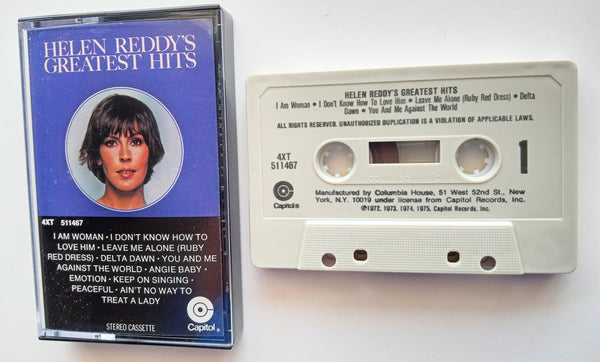 HELEN REDDY'S
GREATEST HITS
4XT 511467
I AM WOMAN • I DON'T KNOW HOW TO
LOVE HIM • LEAVE ME ALONE (RUBY
RED DRESS) • DELTA DAWN • YOU AND ME
AGAINST THE WORLD • ANGIE BABY •
EMOTION • KEEP ON SINGING •
PEACEFUL • AIN'T NO WAY TO
TREAT A LADY
STEREO CASSETTE
Capitol®
HELEN REDDY'S GREATEST HITS
I Am Woman • I Don't Know How To Love Him • Leave Me Alone (Ruby Red Dress) • Delta
Dawn • You And Me Against The World
ALL RIGHTS RESERVED. UNAUTHORIZED DUPLICATION IS A VIOLATION OF APPLICABLE LAWS.
4XT
511467
1
Capitol®
Manufactured by Columbia House, 51 West 52nd St., New
York, N.Y. 10019 under license from Capitol Records, Inc.
℗1972, 1973, 1974, 1975, Capitol Records, Inc.